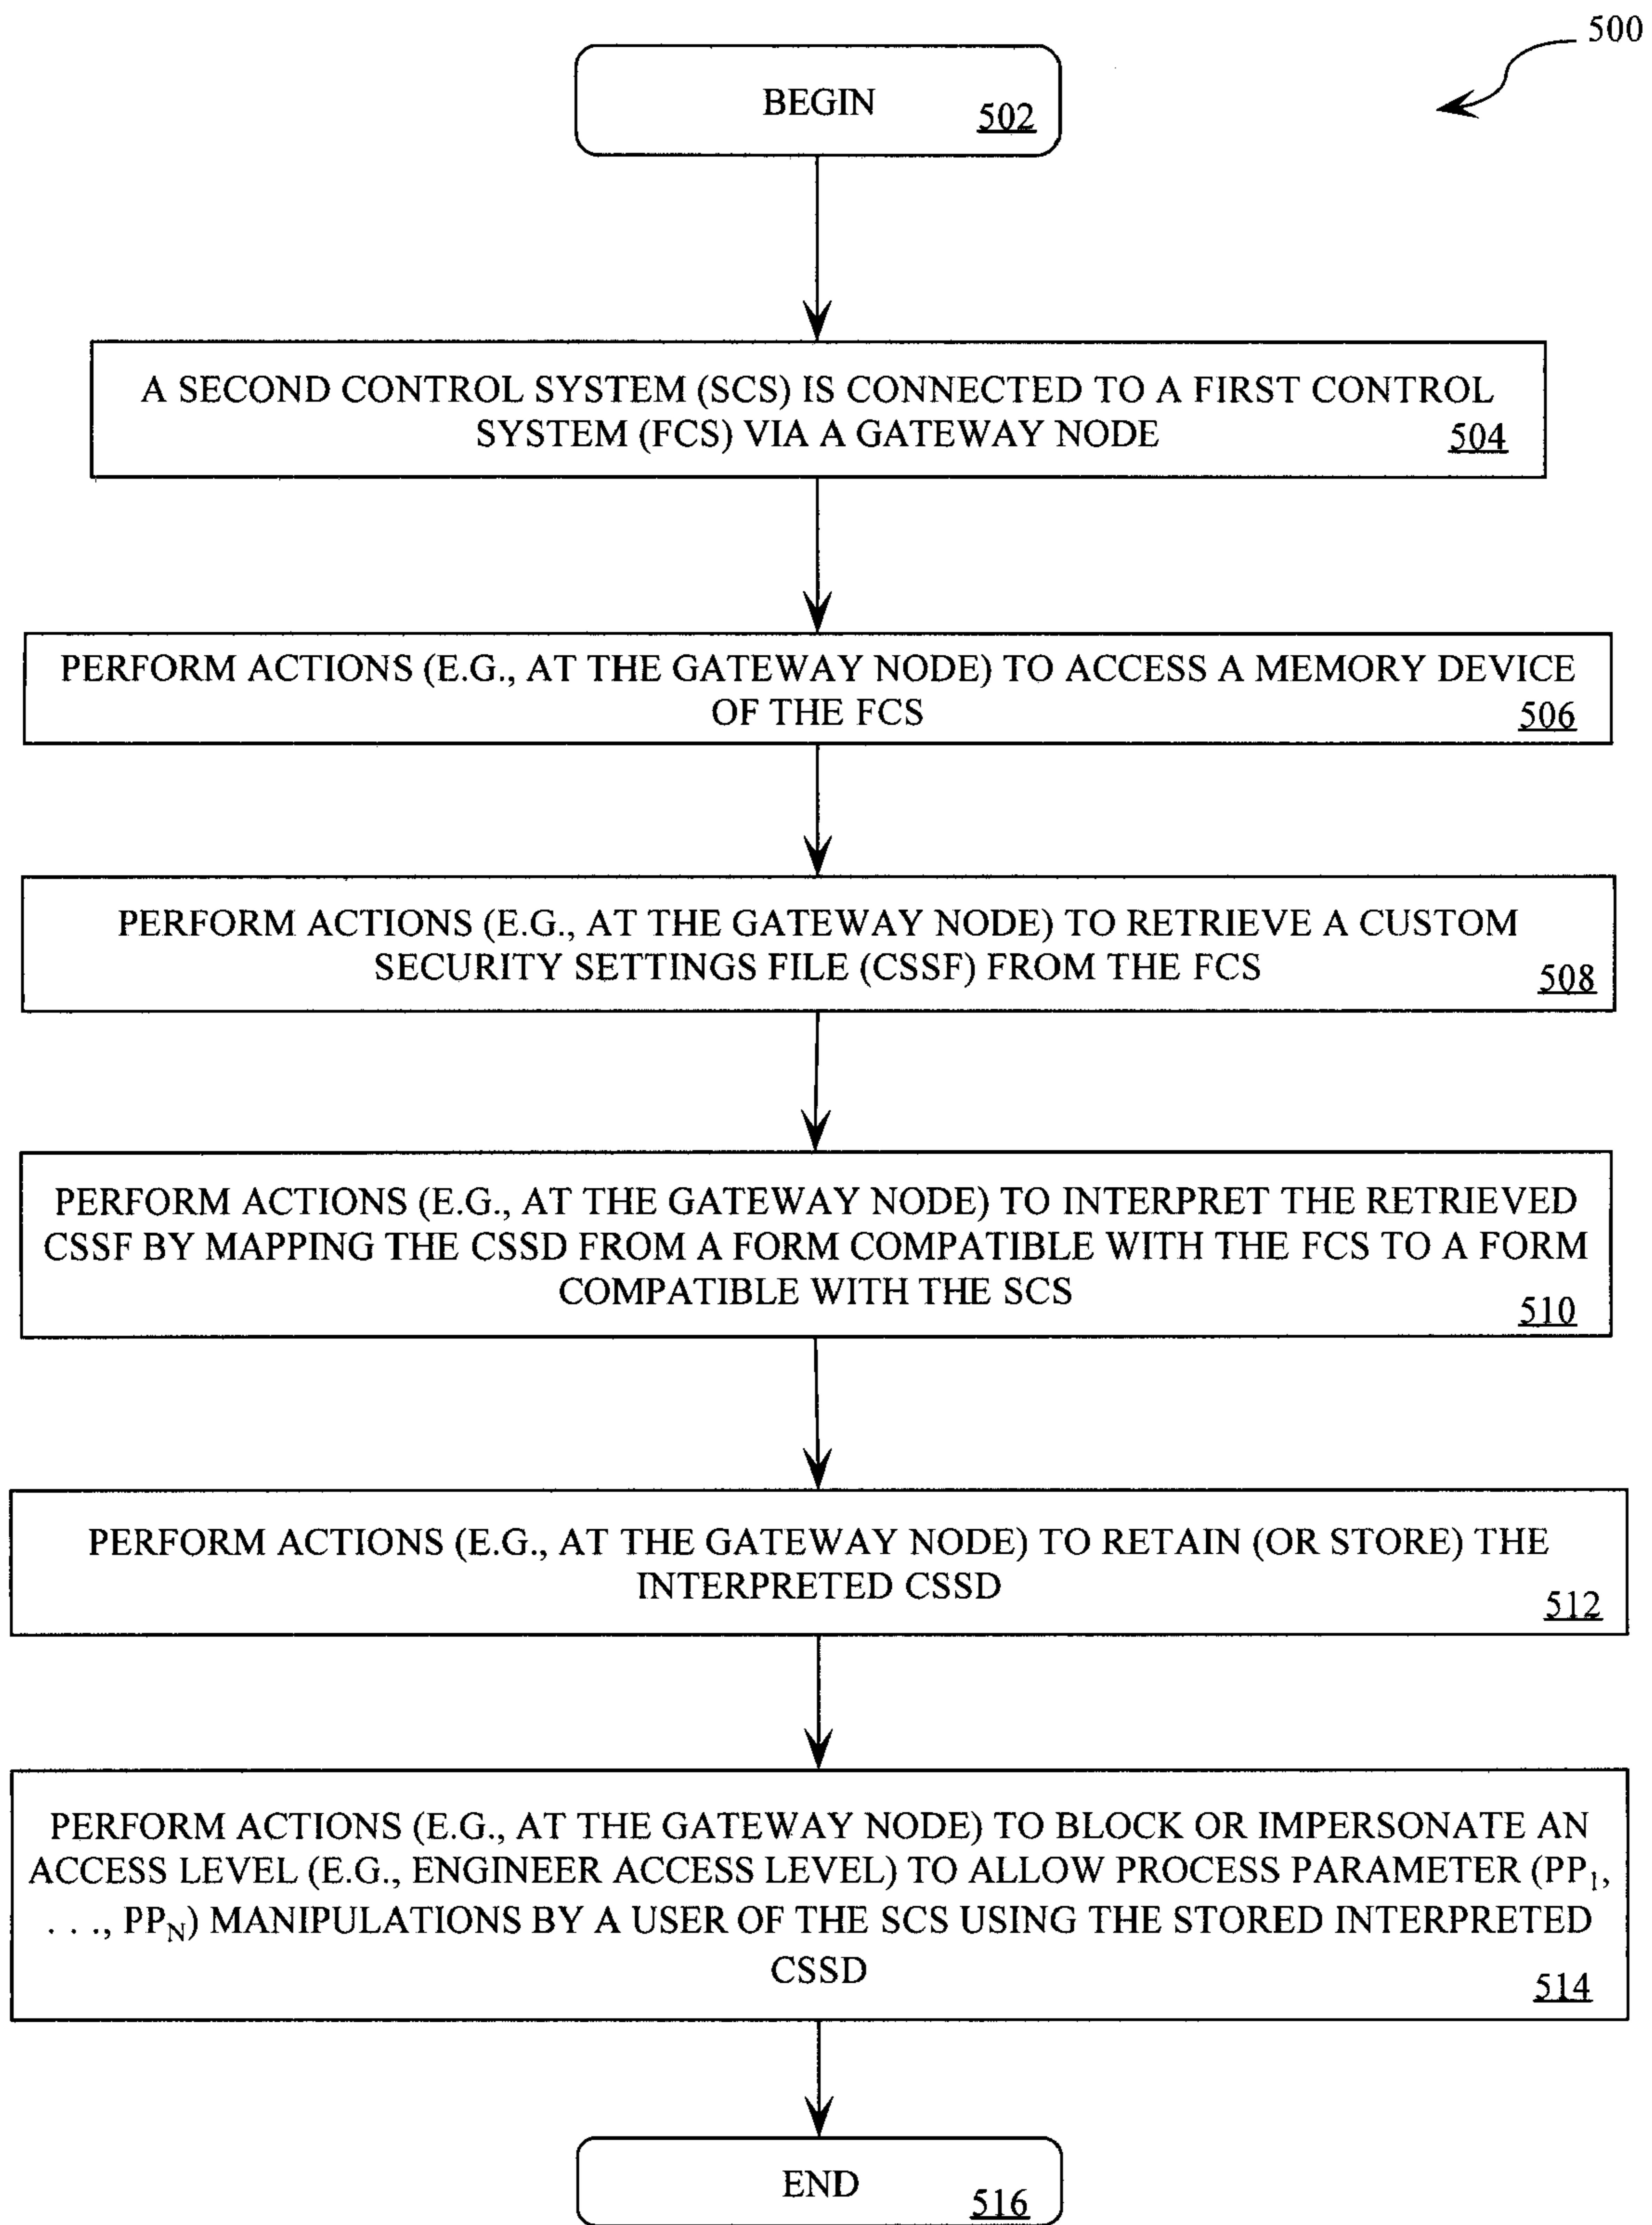 500
BEGIN
502
A SECOND CONTROL SYSTEM (SCS) IS CONNECTED TO A FIRST CONTROL
SYSTEM (FCS) VIA A GATEWAY NODE
504
PERFORM ACTIONS (E.G., AT THE GATEWAY NODE) TO ACCESS A MEMORY DEVICE
OF THE FCS
506
PERFORM ACTIONS (E.G., AT THE GATEWAY NODE) TO RETRIEVE A CUSTOM
SECURITY SETTINGS FILE (CSSF) FROM THE FCS
508
PERFORM ACTIONS (E.G., AT THE GATEWAY NODE) TO INTERPRET THE RETRIEVED
CSSF BY MAPPING THE CSSD FROM A FORM COMPATIBLE WITH THE FCS TO A FORM
COMPATIBLE WITH THE SCS
510
PERFORM ACTIONS (E.G., AT THE GATEWAY NODE) TO RETAIN (OR STORE) THE
INTERPRETED CSSD
512
PERFORM ACTIONS (E.G., AT THE GATEWAY NODE) TO BLOCK OR IMPERSONATE AN
ACCESS LEVEL (E.G., ENGINEER ACCESS LEVEL) TO ALLOW PROCESS PARAMETER (PP1,
. . ., PPN) MANIPULATIONS BY A USER OF THE SCS USING THE STORED INTERPRETED
CSSD
514
END
516